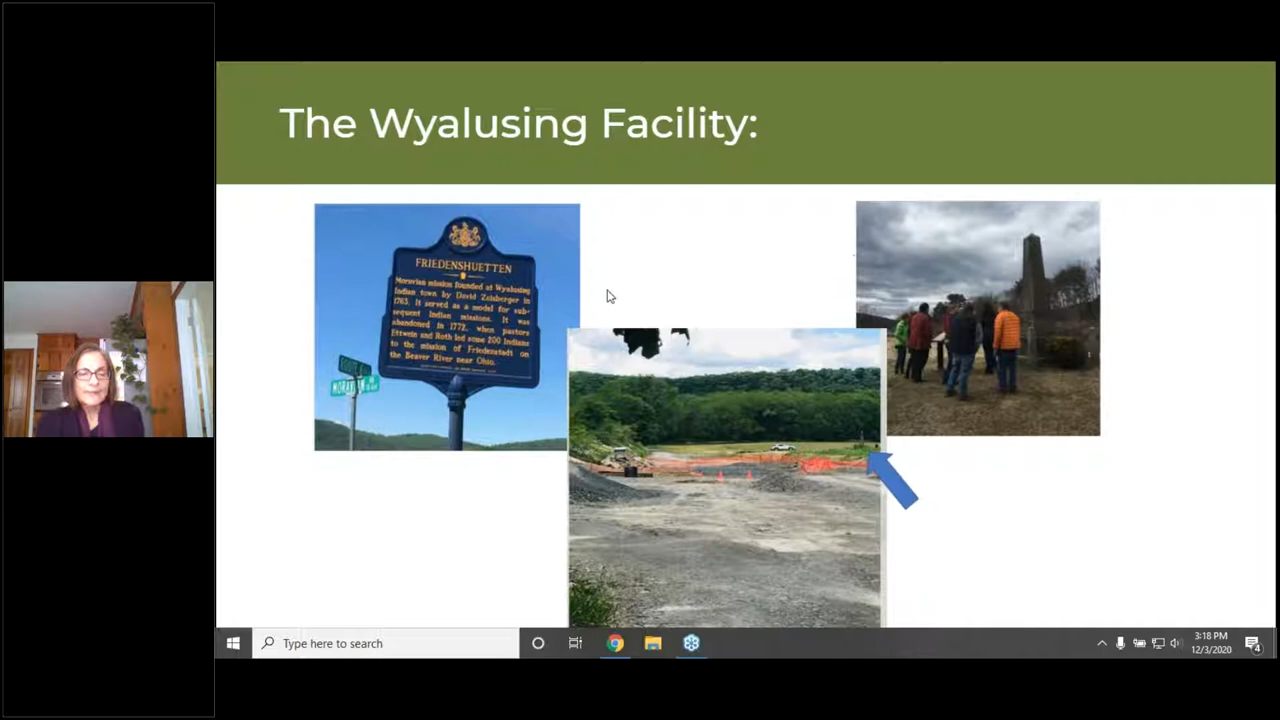 The Wyalusing Facility:
FRIEDENSHUETTEN
Moravian mission founded at Wyalusing
Indian town by David Zeisberger in
1765. It served as a model for sub-
sequent Indian missions. It was
abandoned in 1772, when pastors
Ettwein and Roth led some 200 Indians
to the mission of Friedenstadt on
the Beaver River near Ohio.
MORAVIAN
Type here to search
3:18 PM
12/3/2020
4